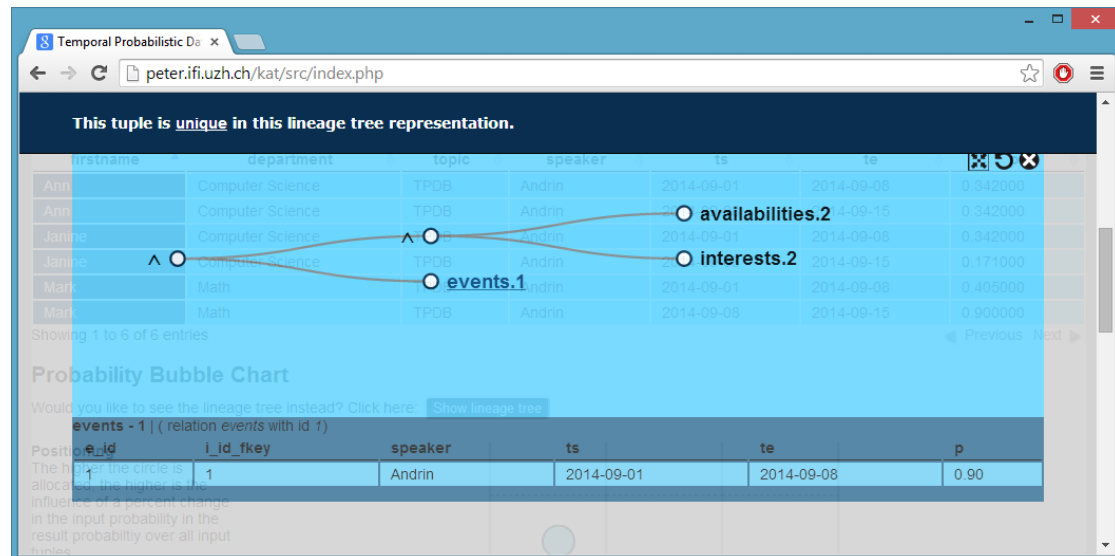 Temporal Probabilistic Da
peter.ifi.uzh.ch/kat/src/index.php
This tuple is unique in this lineage tree representation.
firstname department topic speaker ts te
Ann Computer Science TPDB Andrin 2014-09-01 2014-09-08 0.342000
Ann Computer Science TPDB Andrin 2014-09-15 0.342000
availabilities.2
Janine Computer Science TPDB Andrin 2014-09-01 2014-09-08 0.342000
^
Janine Computer Science TPDB Andrin 2014-09-15 0.171000
^ interests.2
Mark Math TPDB Andrin 2014-09-01 2014-09-08 0.405000
events.1
Mark Math TPDB Andrin 2014-09-08 2014-09-15 0.900000
Showing 1 to 6 of 6 entries Previous Next
Probability Bubble Chart
Would you like to see the lineage tree instead? Click here: Show lineage tree
events - 1 | ( relation events with id 1)
Positioning
e_id i_id_fkey speaker ts te p
The higher the circle is
1 1 Andrin 2014-09-01 2014-09-08 0.90
allocated, the higher is the
influence of a percent change
in the input probability in the
result probabiltiy over all input
tuples